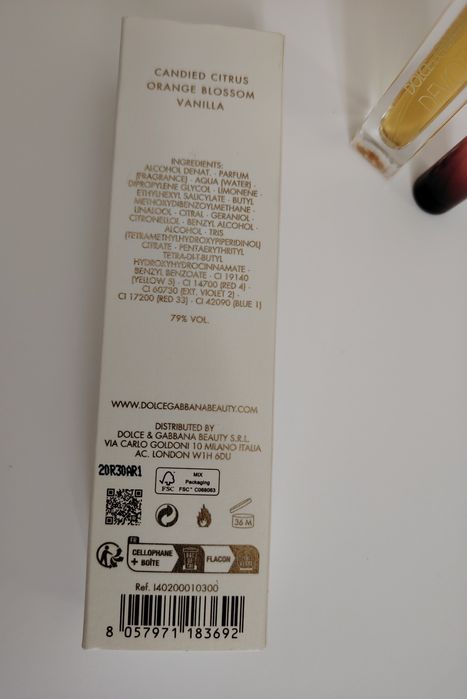 CANDIED CITRUS
ORANGE BLOSSOM
VANILLA
INGREDIENTS:
ALCOHOL DENAT. · PARFUM
(FRAGRANCE) · AQUA (WATER) ·
DIPROPYLENE GLYCOL · LIMONENE ·
ETHYLHEXYL SALICYLATE · BUTYL
METHOXYDIBENZOYLMETHANE ·
LINALOOL · CITRAL · GERANIOL ·
CITRONELLOL · BENZYL ALCOHOL ·
ALCOHOL · TRIS
(TETRAMETHYLHYDROXYPIPERIDINOL)
CITRATE · PENTAERYTHRITYL
TETRA-DI-T-BUTYL
HYDROXYHYDROCINNAMATE ·
BENZYL BENZOATE · CI 19140
(YELLOW 5) · CI 14700 (RED 4) ·
CI 60730 (EXT. VIOLET 2) ·
CI 17200 (RED 33) · CI 42090 (BLUE 1)
79% VOL.
WWW.DOLCEGABBANABEAUTY.COM
DISTRIBUTED BY
DOLCE & GABBANA BEAUTY S.R.L.
VIA CARLO GOLDONI 10 MILANO ITALIA
AC. LONDON W1H 6DU
20R30AR1
FSC
MIX
Packaging
FSC™ C068063
36 M
FR
CELLOPHANE
+ BOÎTE
FLACON
Ref. I40200010300
8 057971 183692
DOLCE